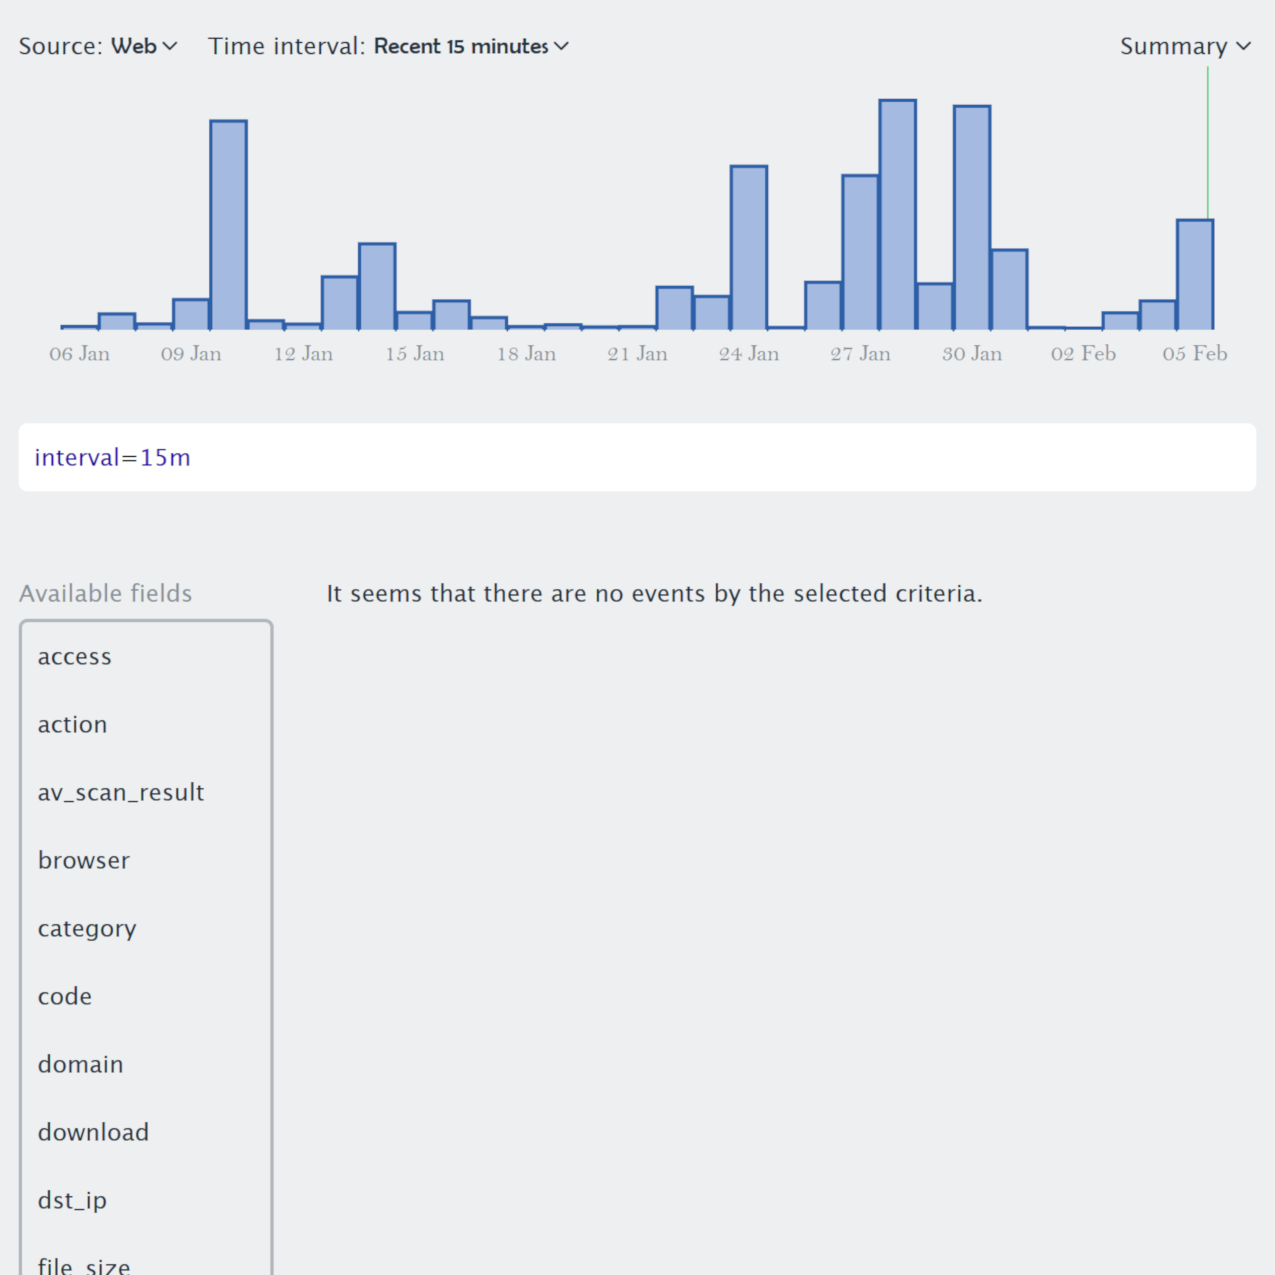 Source: Web Time interval: Recent 15 minutes Summary
06 Jan 09 Jan 12 Jan 15 Jan 18 Jan 21 Jan 24 Jan 27 Jan 30 Jan 02 Feb 05 Feb
interval=15m
Available fields
It seems that there are no events by the selected criteria.
access
action
av_scan_result
browser
category
code
domain
download
dst_ip
file_size